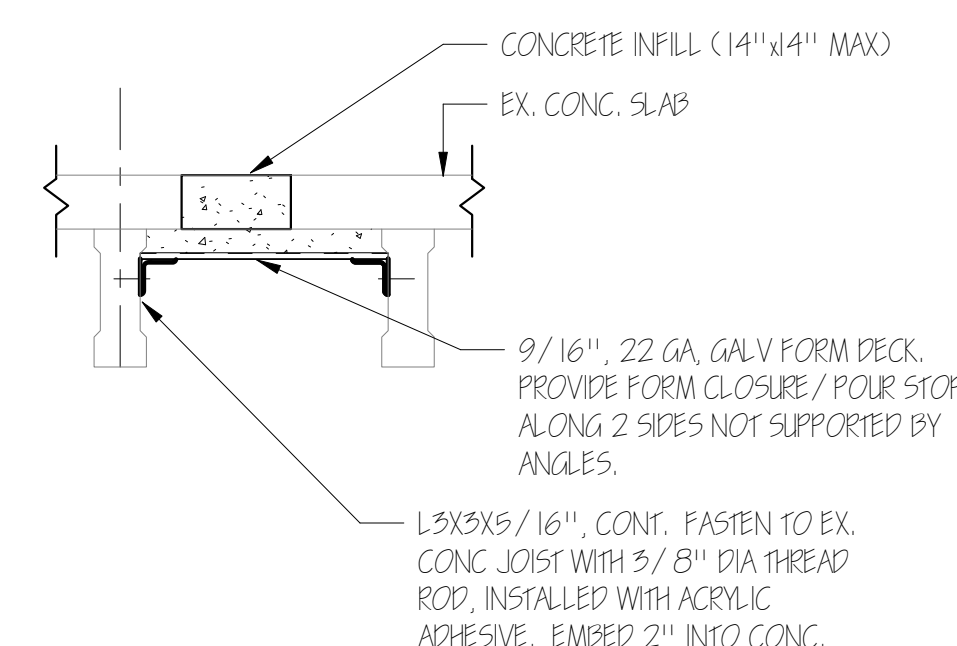 CONCRETE INFILL (14"x14" MAX)
EX. CONC. SLAB
9/16", 22 GA, GALV FORM DECK.
PROVIDE FORM CLOSURE/POUR STOP
ALONG 2 SIDES NOT SUPPORTED BY
ANGLES.
L3X3X5/16", CONT. FASTEN TO EX.
CONC JOIST WITH 3/8" DIA THREAD
ROD, INSTALLED WITH ACRYLIC
ADHESIVE. EMBED 2" INTO CONC.